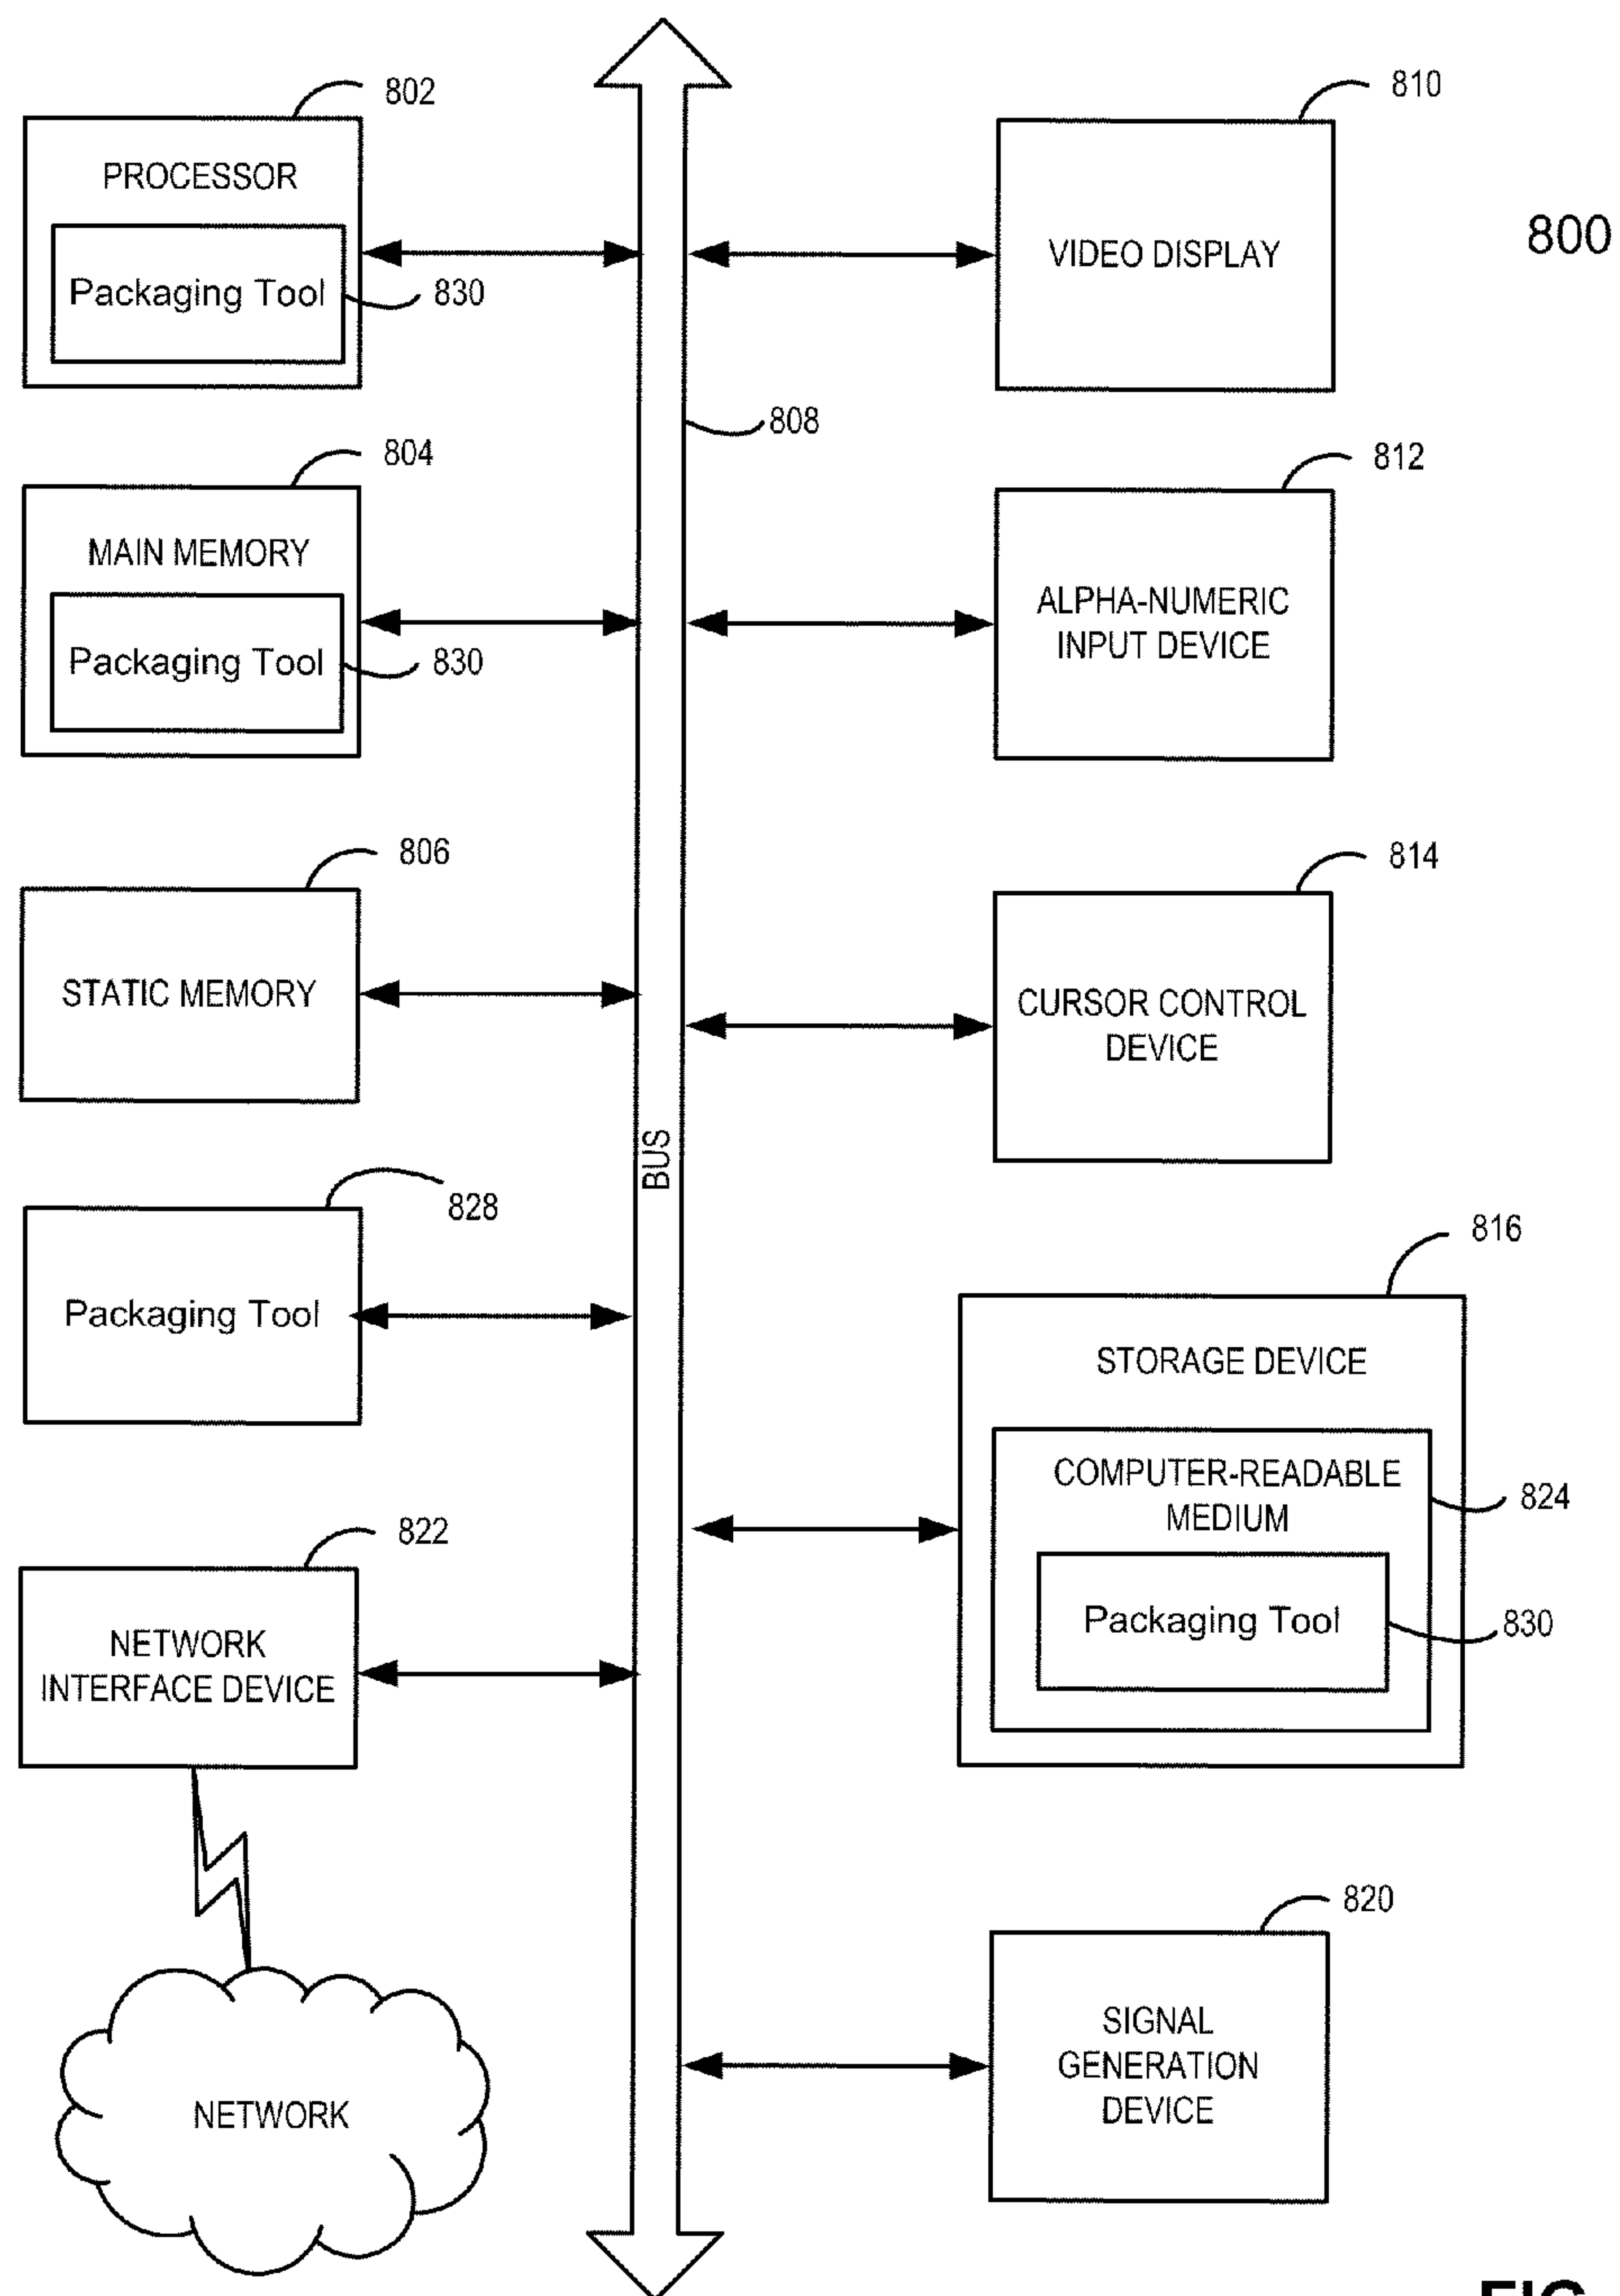 802
PROCESSOR
Packaging Tool
830
810
VIDEO DISPLAY
800
808
804
MAIN MEMORY
Packaging Tool
830
812
ALPHA-NUMERIC
INPUT DEVICE
806
STATIC MEMORY
814
CURSOR CONTROL
DEVICE
BUS
828
Packaging Tool
816
STORAGE DEVICE
COMPUTER-READABLE
MEDIUM
824
Packaging Tool
830
822
NETWORK
INTERFACE DEVICE
NETWORK
820
SIGNAL
GENERATION
DEVICE